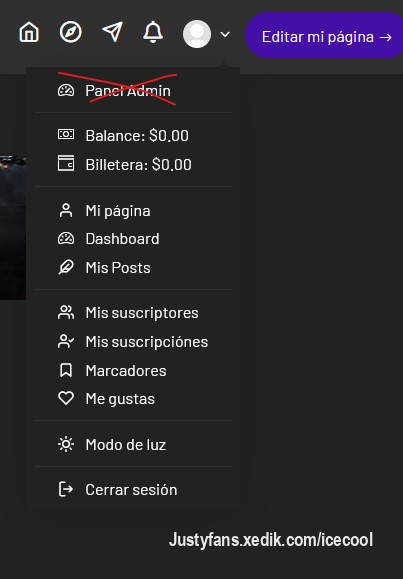 Editar mi página →
Panel Admin
Balance: $0.00
Billetera: $0.00
Mi página
Dashboard
Mis Posts
Mis suscriptores
Mis suscripciónes
Marcadores
Me gustas
Modo de luz
Cerrar sesión
Justyfans.xedik.com/icecool